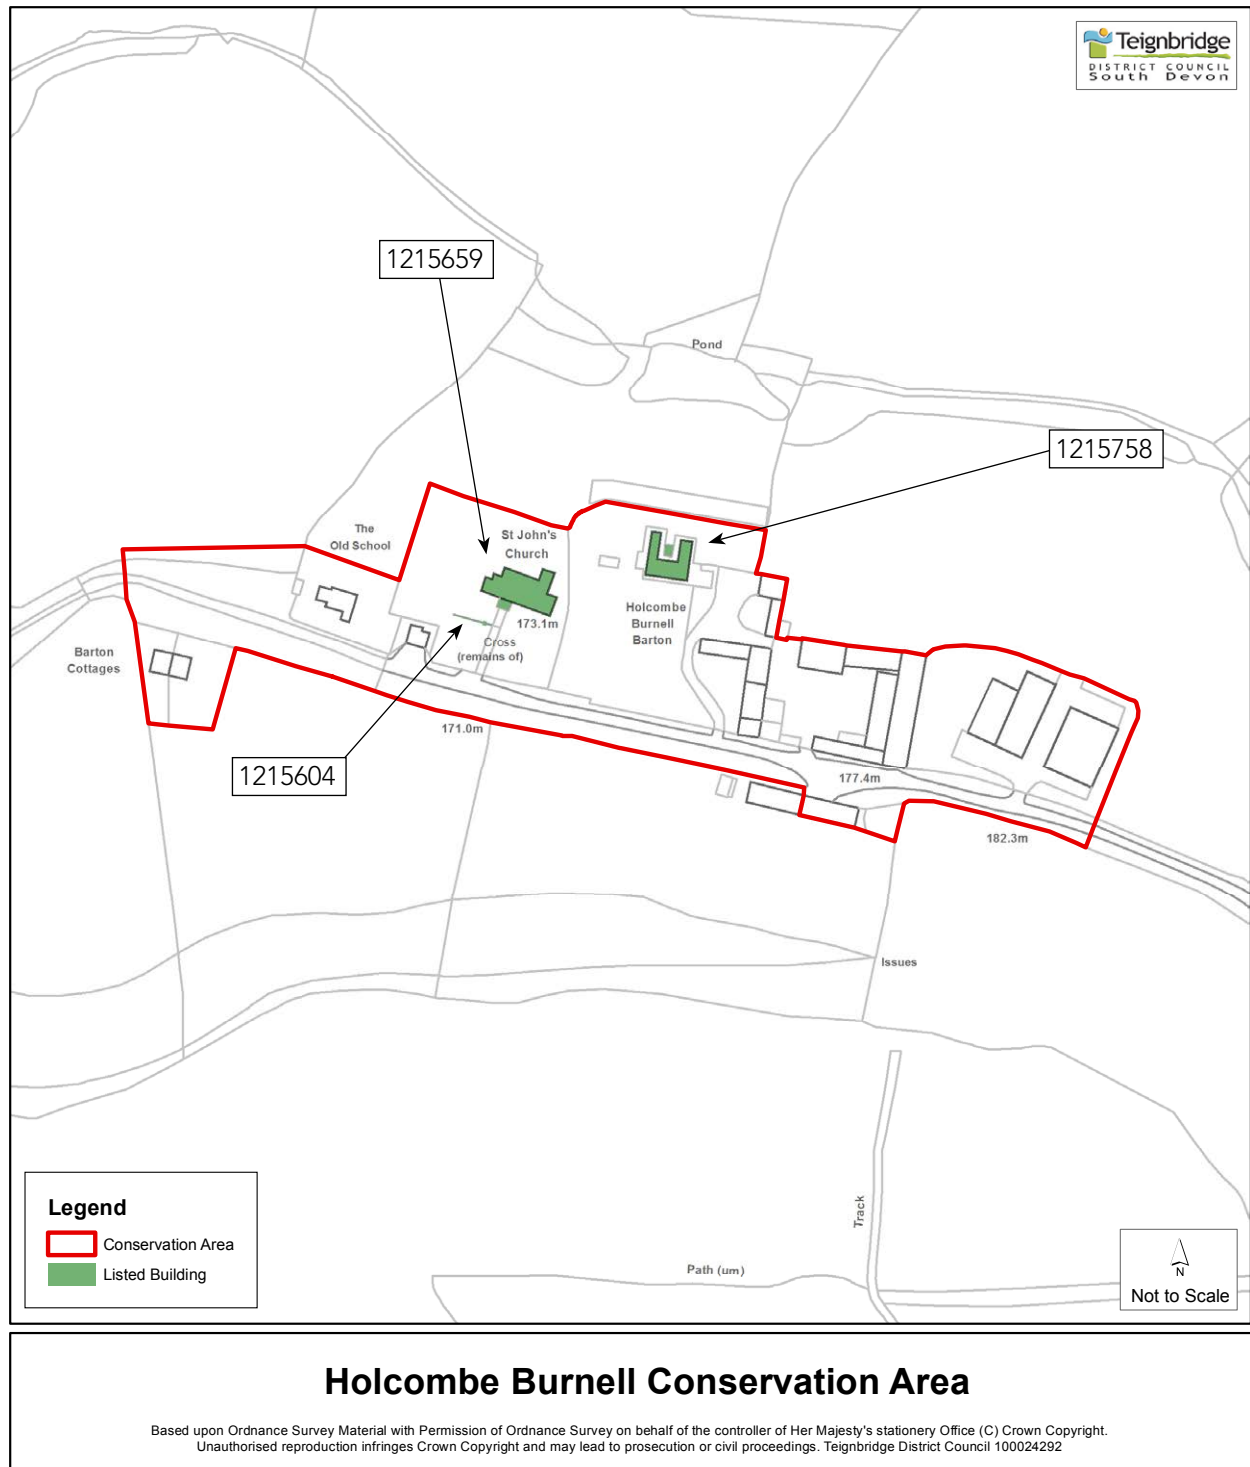 Teignbridge
DISTRICT COUNCIL
South Devon
1215659
Pond
1215758
The
Old School
St John's
Church
Holcombe
Burnell
Barton
173.1m
Cross
(remains of)
Barton
Cottages
171.0m
1215604
177.4m
182.3m
Issues
Track
Path (um)
Legend
Conservation Area
Listed Building
N
Not to Scale
Holcombe Burnell Conservation Area
Based upon Ordnance Survey Material with Permission of Ordnance Survey on behalf of the controller of Her Majesty's stationery Office (C) Crown Copyright.
Unauthorised reproduction infringes Crown Copyright and may lead to prosecution or civil proceedings. Teignbridge District Council 100024292